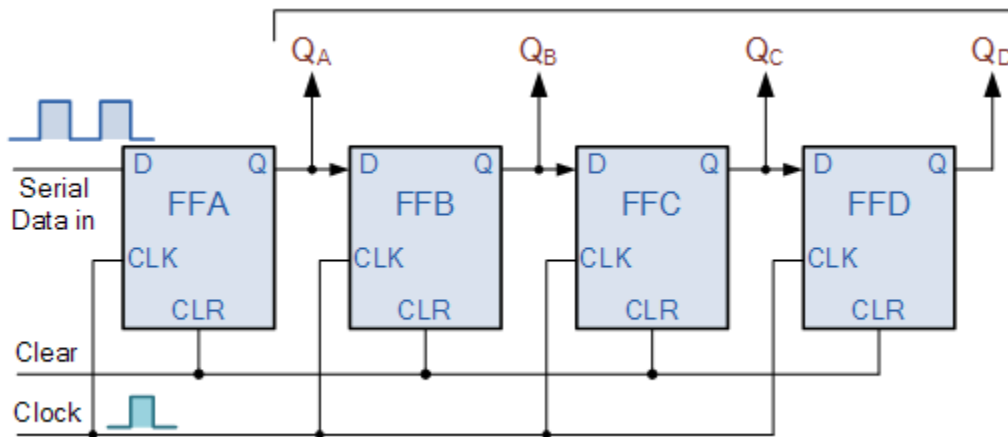 QA QB QC QD
D Q D Q D Q D Q
Serial
Data in
FFA FFB FFC FFD
CLK CLK CLK CLK
CLR CLR CLR CLR
Clear
Clock